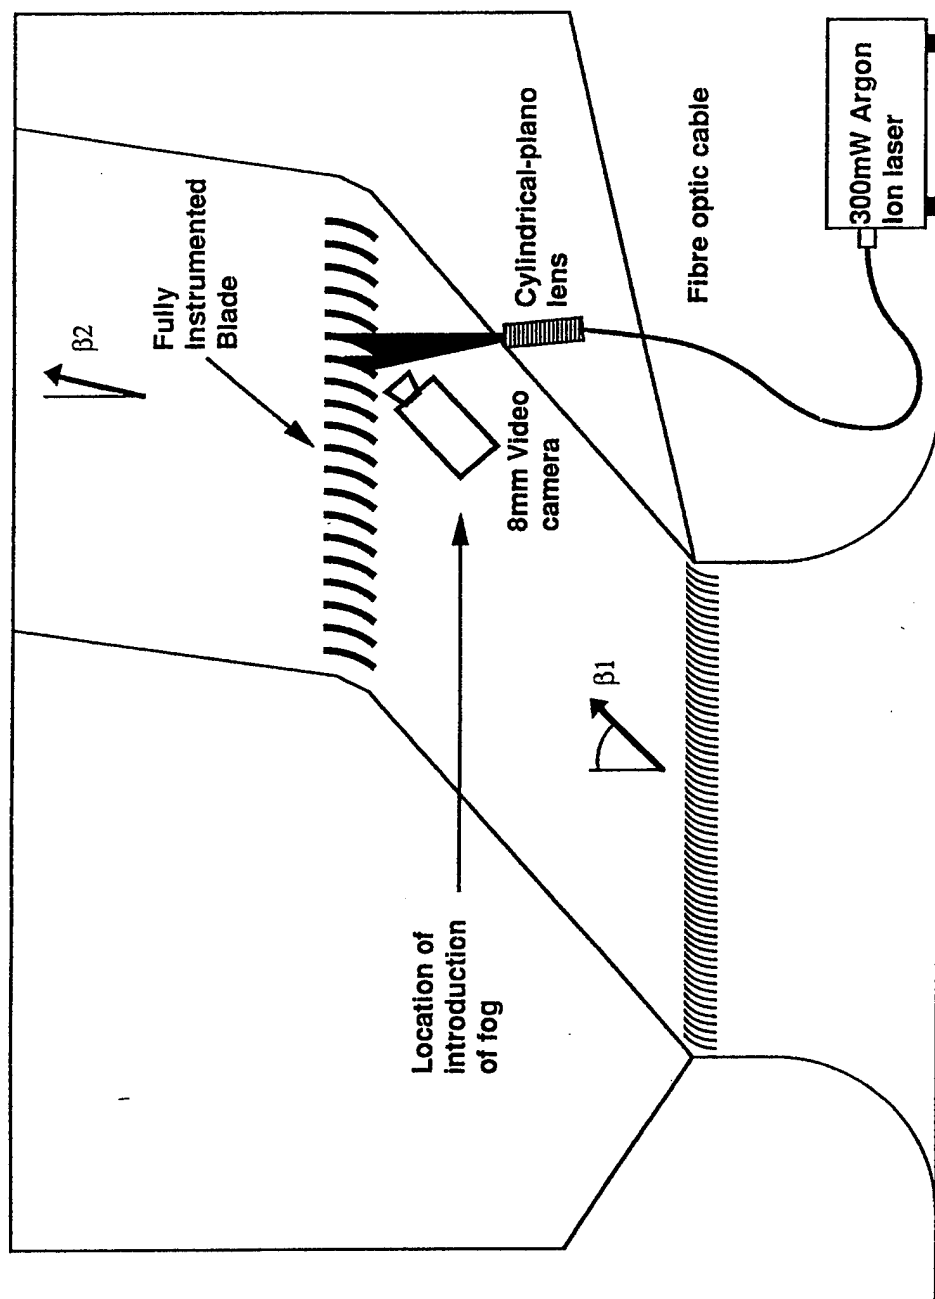 β2
Fully
Instrumented
Blade
Cylindrical-plano
lens
Fibre optic cable
300mW Argon
Ion laser
8mm Video
camera
β1
Location of
introduction
of fog